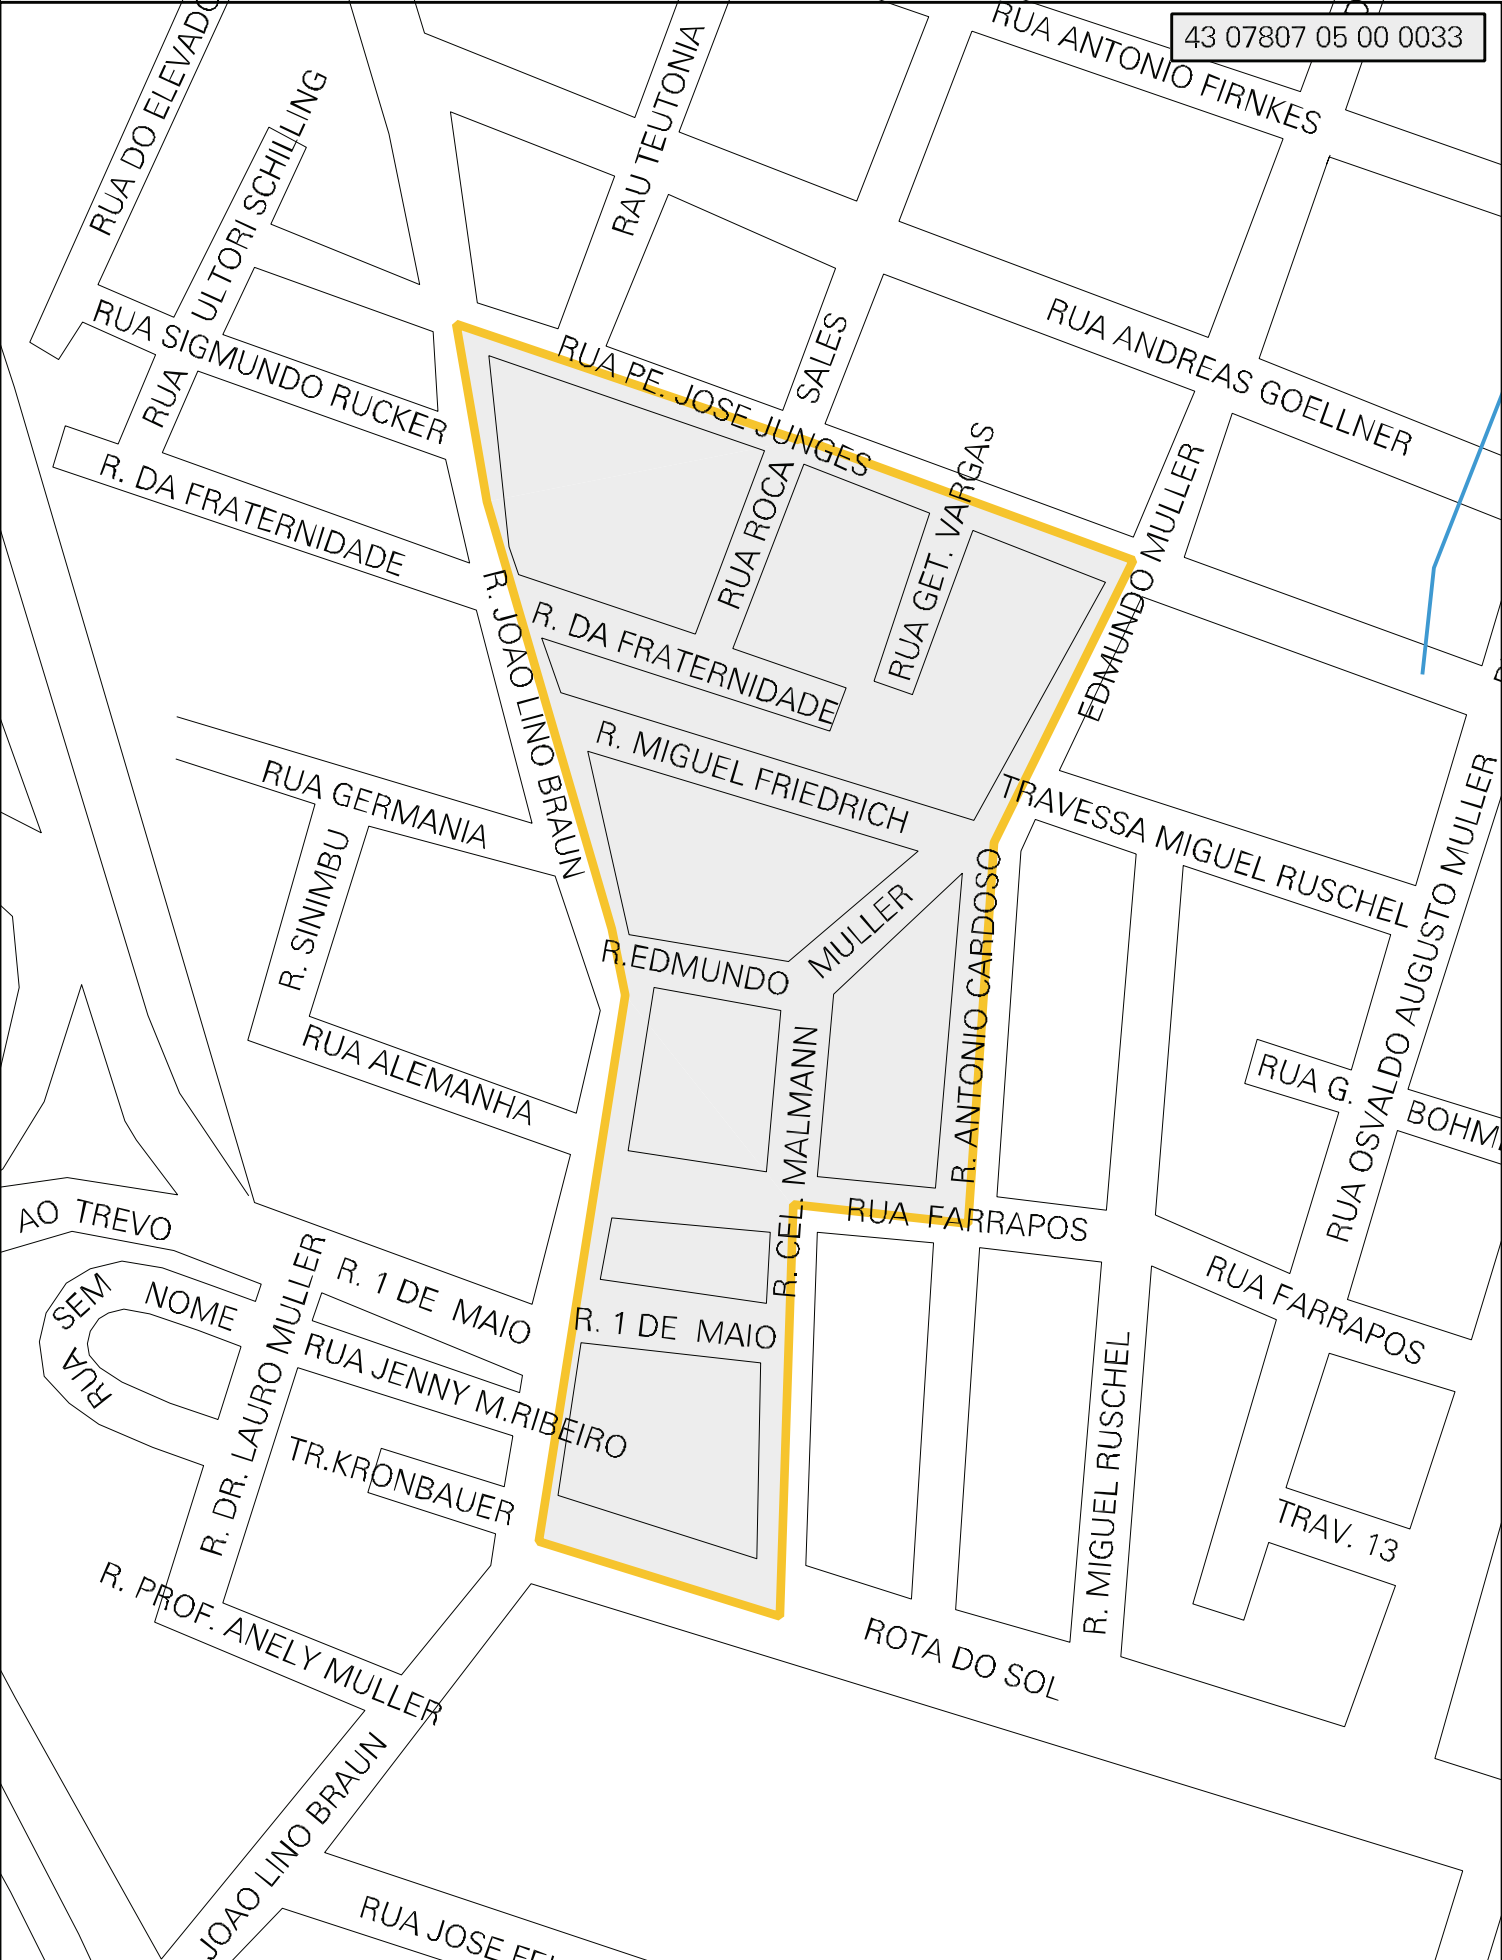 43 07807 05 00 0033
RUA ANTONIO FIRNKES
RUA DO ELEVADO
RUA ULTORI SCHILLING
RAU TEUTONIA
RUA SIGMUNDO RUCKER
R. DA FRATERNIDADE
RUA PE. JOSE JUNGES
RUA ROCA SALES
RUA GET. VARGAS
RUA ANDREAS GOELLNER
EDMUNDO MULLER
R. DA FRATERNIDADE
R. JOAO LINO BRAUN
R. MIGUEL FRIEDRICH
TRAVESSA MIGUEL RUSCHEL
RUA GERMANIA
R. SINIMBU
R.EDMUNDO MULLER
R. ANTONIO CARDOSO
RUA OSVALDO AUGUSTO MULLER
RUA ALEMANHA
R. CEL. MALMANN
RUA G. BOHM
AO TREVO
RUA FARRAPOS
RUA FARRAPOS
RUA SEM NOME
R. DR. LAURO MULLER
R. 1 DE MAIO
R. 1 DE MAIO
RUA JENNY M.RIBEIRO
R. MIGUEL RUSCHEL
TR.KRONBAUER
TRAV. 13
R. PROF. ANELY MULLER
ROTA DO SOL
JOAO LINO BRAUN
RUA JOSE